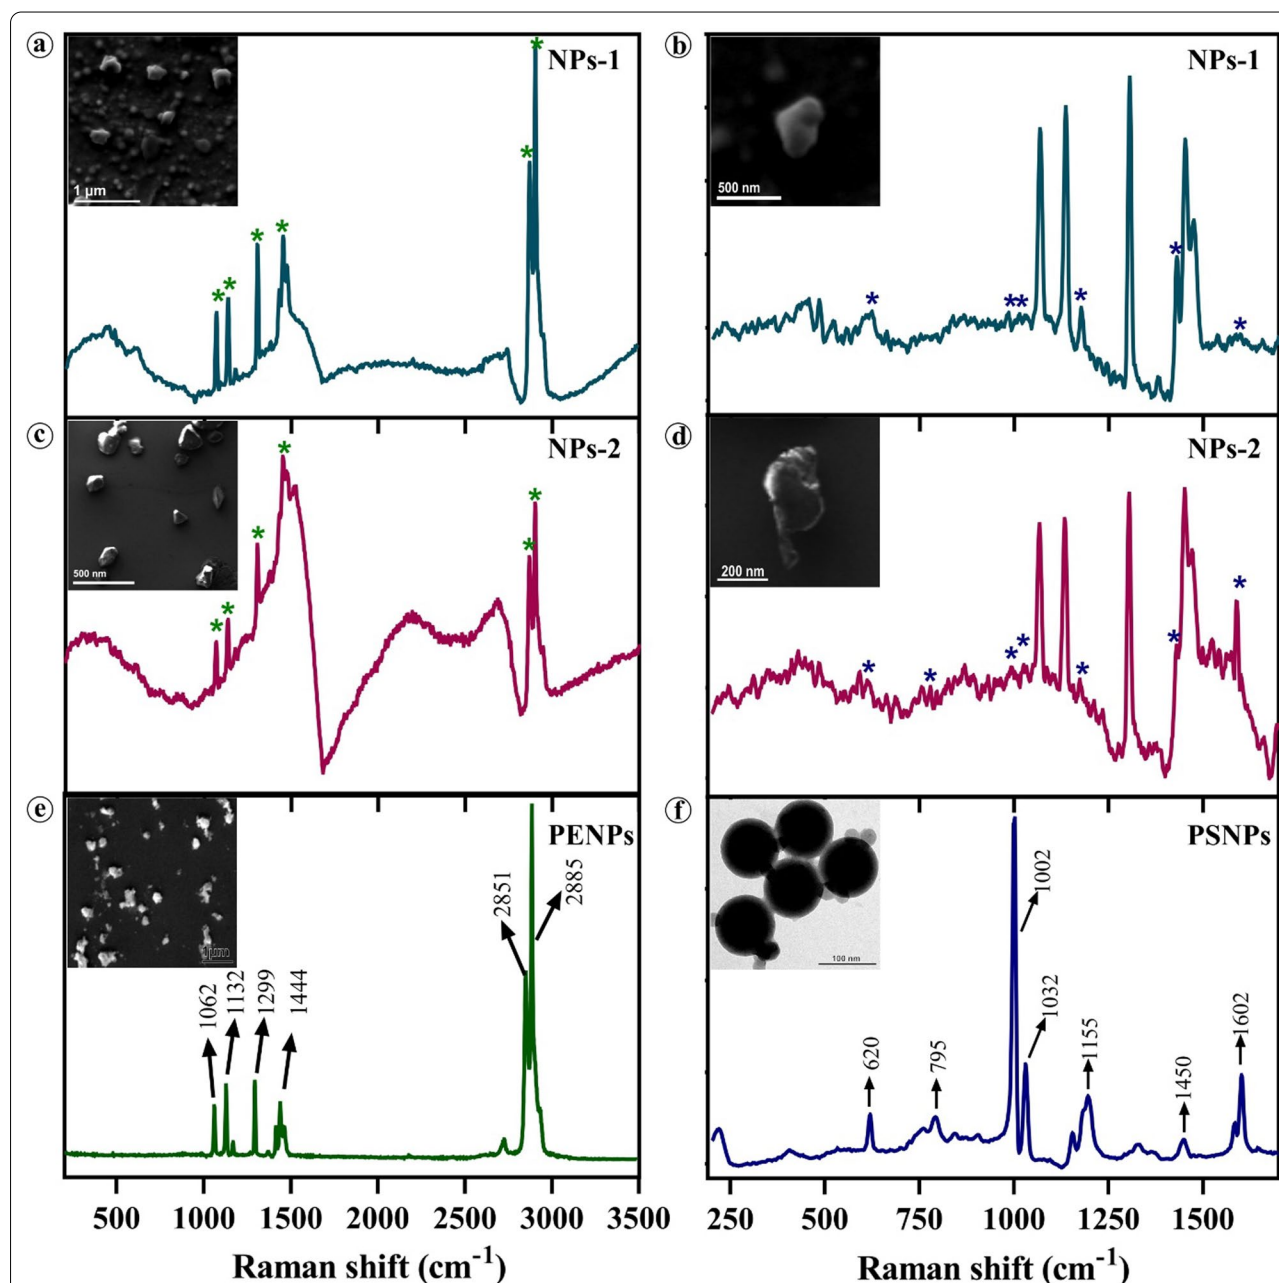 a
NPs-1
1 µm
b
NPs-1
500 nm
c
NPs-2
500 nm
d
NPs-2
200 nm
e
PENPs
1µm
1062
1132
1299
1444
2851
2885
f
PSNPs
100 nm
620
795
1002
1032
1155
1450
1602
500 1000 1500 2000 2500 3000 3500
Raman shift (cm⁻¹)
250 500 750 1000 1250 1500
Raman shift (cm⁻¹)